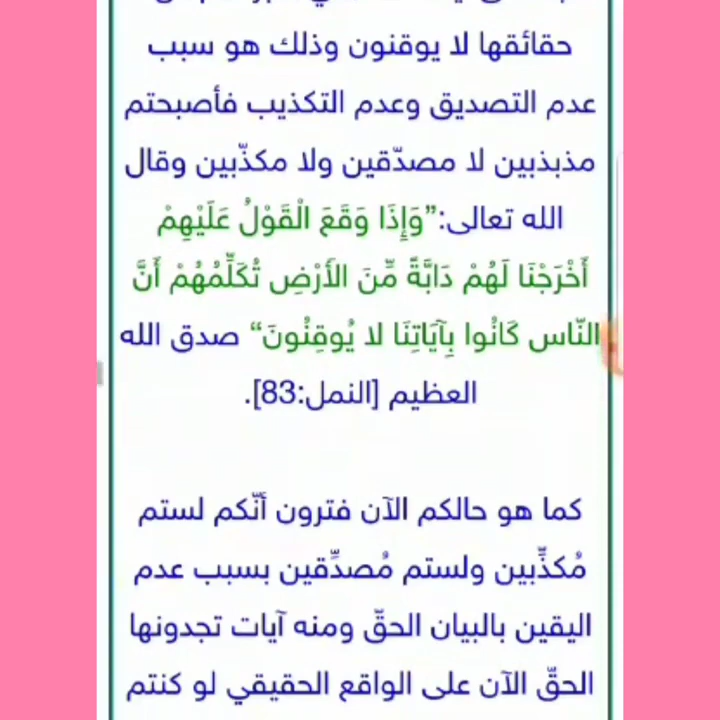 حقائقها لا يوقنون وذلك هو سبب
عدم التصديق وعدم التكذيب فأصبحتم
مذبذبين لا مصدّقين ولا مكذّبين وقال
الله تعالى:”وَإِذَا وَقَعَ الْقَوْلُ عَلَيْهِمْ
أَخْرَجْنَا لَهُمْ دَابَّةً مِّنَ الأَرْضِ تُكَلِّمُهُمْ أَنَّ
النّاس كَانُوا بِآيَاتِنَا لا يُوقِنُونَ“ صدق الله
العظيم [النمل:83].
كما هو حالكم الآن فترون أنّكم لستم
مُكذِّبين ولستم مُصدِّقين بسبب عدم
اليقين بالبيان الحقّ ومنه آيات تجدونها
الحقّ الآن على الواقع الحقيقي لو كنتم